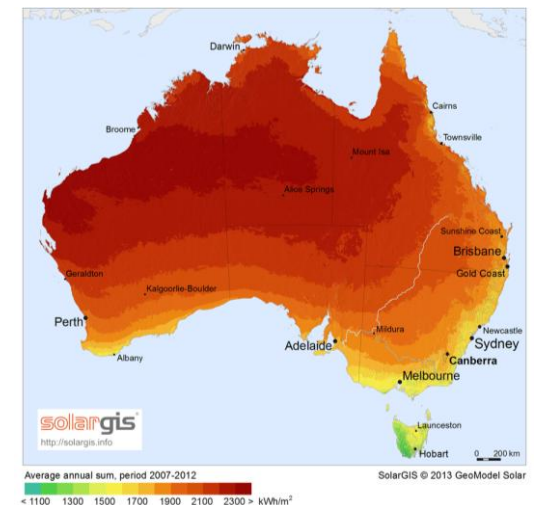 Darwin
Cairns
Townsville
Broome
Mount Isa
Alice Springs
Sunshine Coast
Brisbane
Gold Coast
Geraldton
Kalgoorlie-Boulder
Perth
Mildura
Newcastle
Adelaide
Sydney
Albany
Canberra
Melbourne
solargis
http://solargis.info
Launceston
Hobart
0 200 km
Average annual sum, period 2007-2012
SolarGIS © 2013 GeoModel Solar
< 1100 1300 1500 1700 1900 2100 2300 > kWh/m²